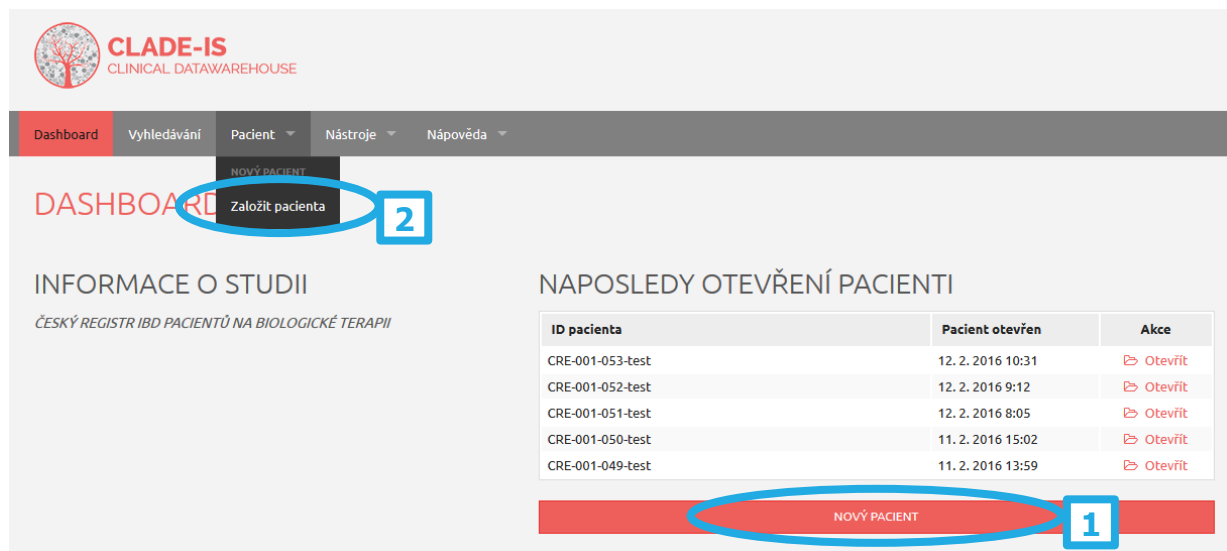 CLADE-IS
CLINICAL DATAWAREHOUSE
Dashboard Vyhledávání Pacient Nástroje Nápověda
NOVÝ PACIENT
DASHBOARD
Založit pacienta
2
INFORMACE O STUDII
ČESKÝ REGISTR IBD PACIENTŮ NA BIOLOGICKÉ TERAPII
NAPOSLEDY OTEVŘENÍ PACIENTI
ID pacienta Pacient otevřen Akce
CRE-001-053-test 12. 2. 2016 10:31 Otevřít
CRE-001-052-test 12. 2. 2016 9:12 Otevřít
CRE-001-051-test 12. 2. 2016 8:05 Otevřít
CRE-001-050-test 11. 2. 2016 15:02 Otevřít
CRE-001-049-test 11. 2. 2016 13:59 Otevřít
NOVÝ PACIENT
1